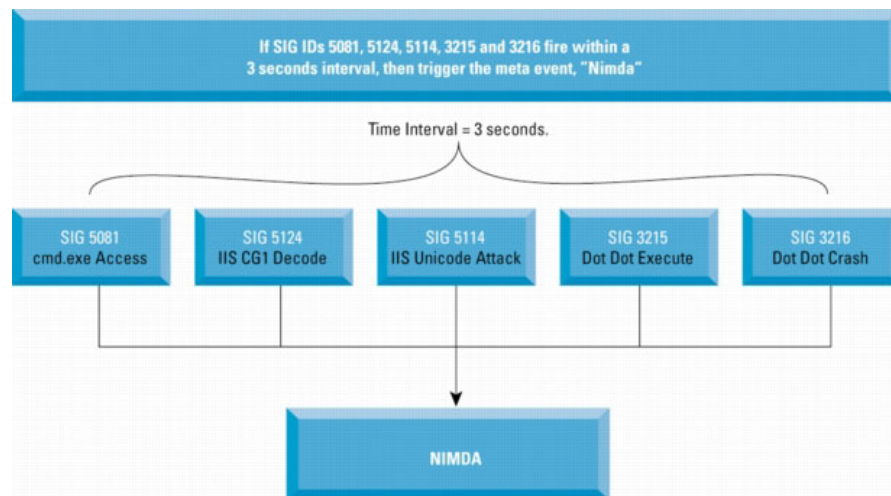 If SIG IDs 5081, 5124, 5114, 3215 and 3216 fire within a
3 seconds interval, then trigger the meta event, "Nimda"
Time Interval = 3 seconds.
SIG 5081
cmd.exe Access
SIG 5124
IIS CG1 Decode
SIG 5114
IIS Unicode Attack
SIG 3215
Dot Dot Execute
SIG 3216
Dot Dot Crash
NIMDA